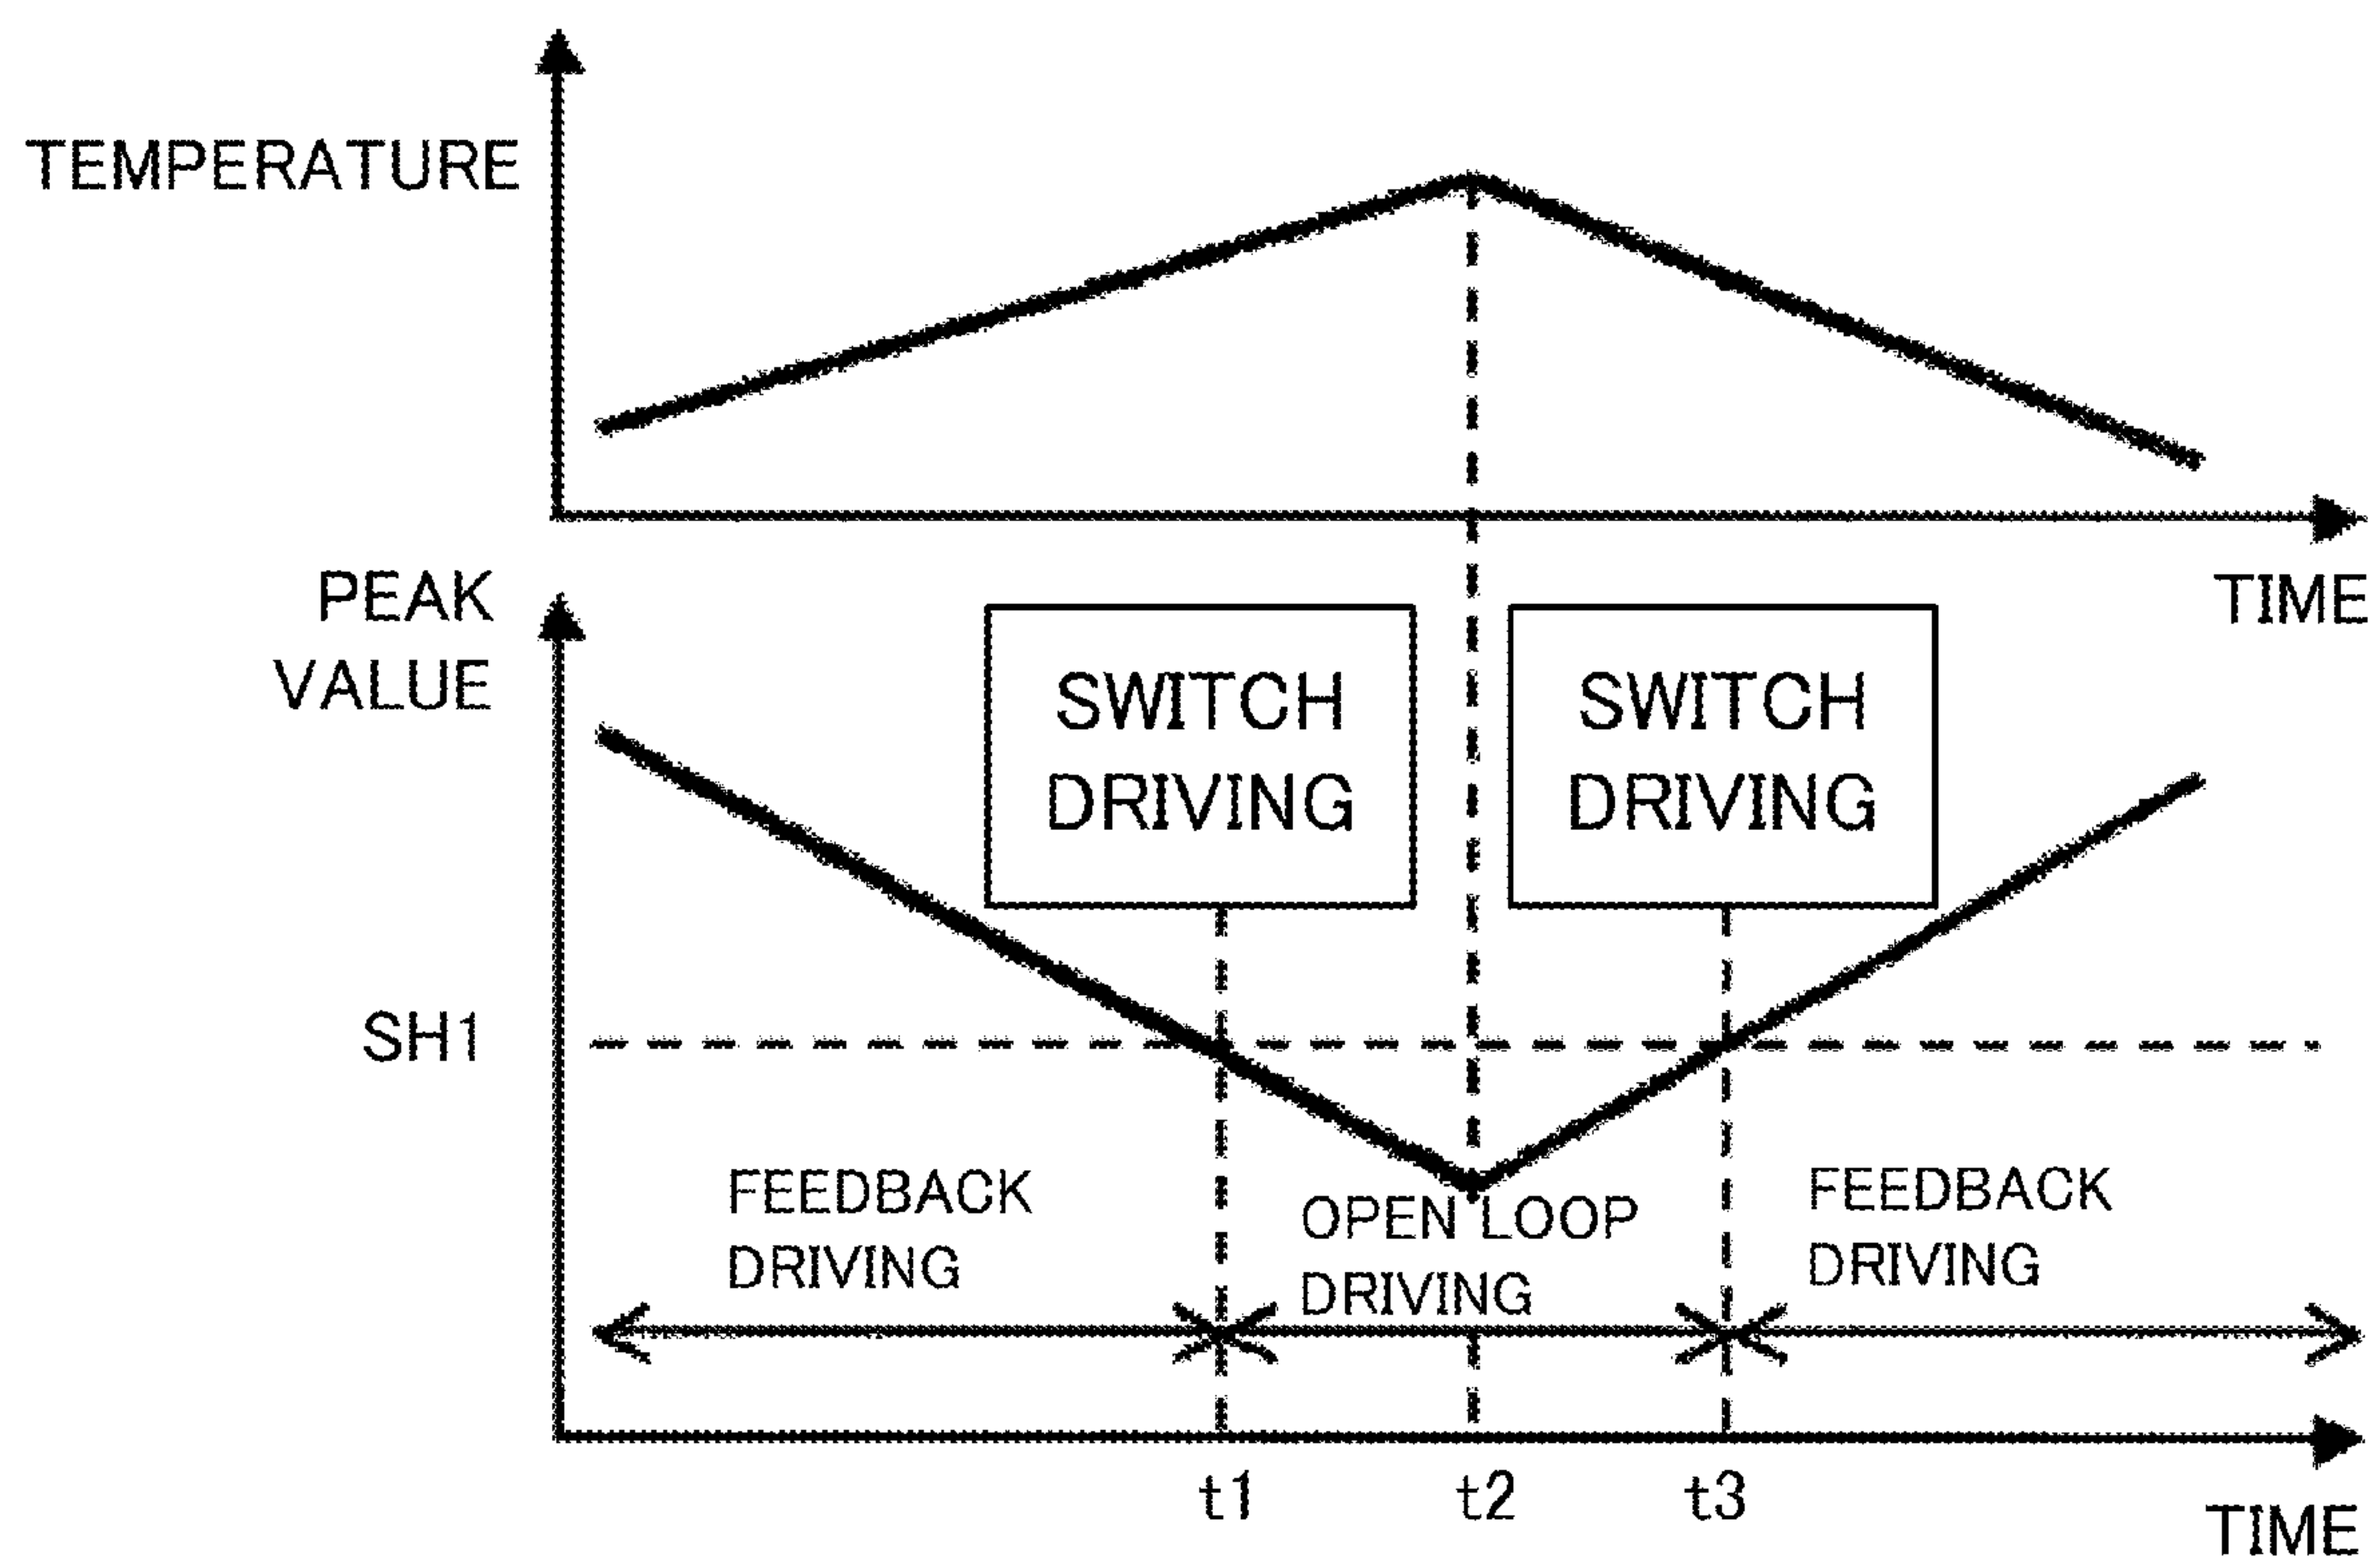 TEMPERATURE
TIME
PEAK
VALUE
SWITCH
DRIVING
SWITCH
DRIVING
SH1
FEEDBACK
DRIVING
OPEN LOOP
DRIVING
FEEDBACK
DRIVING
t1
t2
t3
TIME